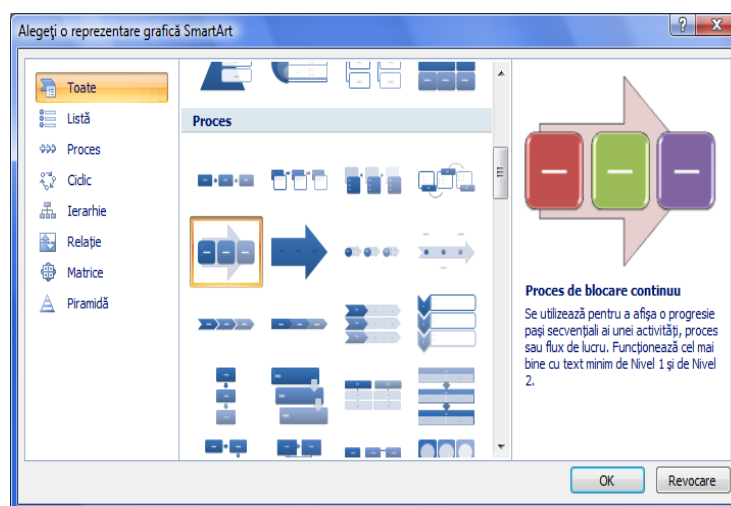 Alegeți o reprezentare grafică SmartArt
Toate
Listă
Proces
Ciclic
Ierarhie
Relație
Matrice
Piramidă
Proces
Proces de blocare continuu
Se utilizează pentru a afișa o progresie
pași secvențiali ai unei activități, proces
sau flux de lucru. Funcționează cel mai
bine cu text minim de Nivel 1 și de Nivel
2.
OK
Revocare